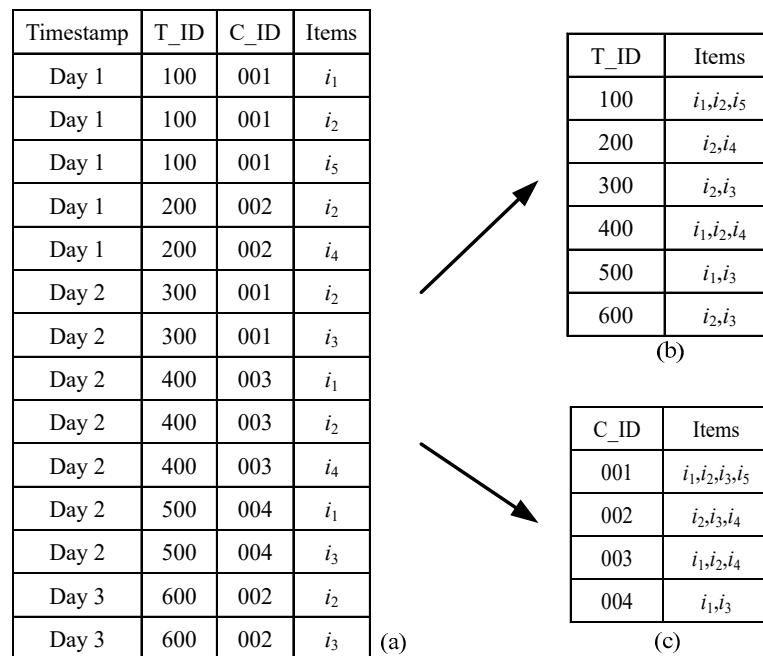 Timestamp T_ID C_ID Items
Day 1 100 001 i₁
Day 1 100 001 i₂
Day 1 100 001 i₅
Day 1 200 002 i₂
Day 1 200 002 i₄
Day 2 300 001 i₂
Day 2 300 001 i₃
Day 2 400 003 i₁
Day 2 400 003 i₂
Day 2 400 003 i₄
Day 2 500 004 i₁
Day 2 500 004 i₃
Day 3 600 002 i₂
Day 3 600 002 i₃
(a)
T_ID Items
100 i₁,i₂,i₅
200 i₂,i₄
300 i₂,i₃
400 i₁,i₂,i₄
500 i₁,i₃
600 i₂,i₃
(b)
C_ID Items
001 i₁,i₂,i₃,i₅
002 i₂,i₃,i₄
003 i₁,i₂,i₄
004 i₁,i₃
(c)